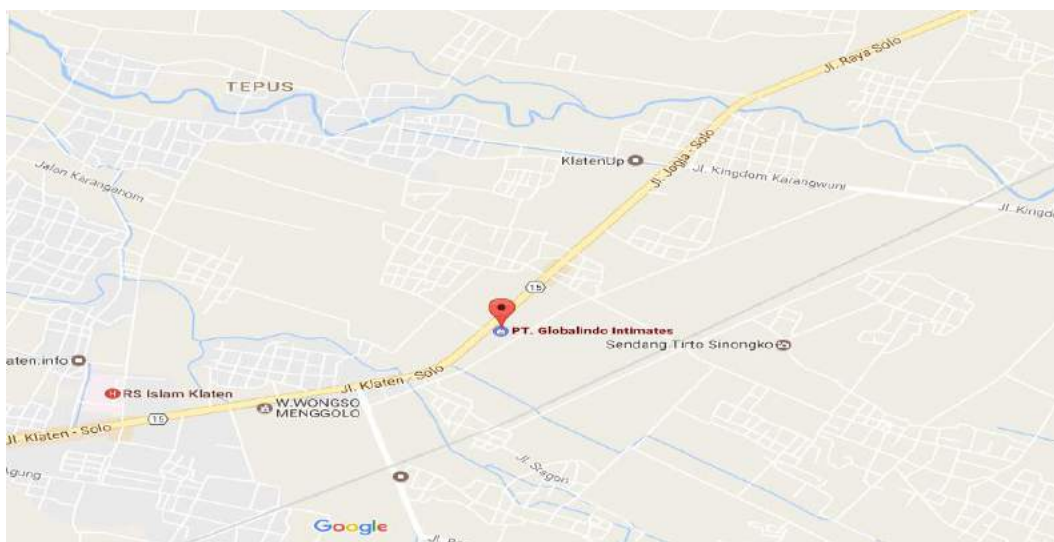 Jl. Raya Solo
TEPUS
Jl. Jogja - Solo
KlatenUp
Jl. Kingdom Karangwuni
Jalan Karanganom
Jl. Kingd
15
PT. Globalindo Intimates
Sendang Tirto Sinongko
aten.info
Jl. Klaten - Solo
RS Islam Klaten
W.WONGSO
MENGGOLO
15
Jl. Klaten - Solo
Agung
Google